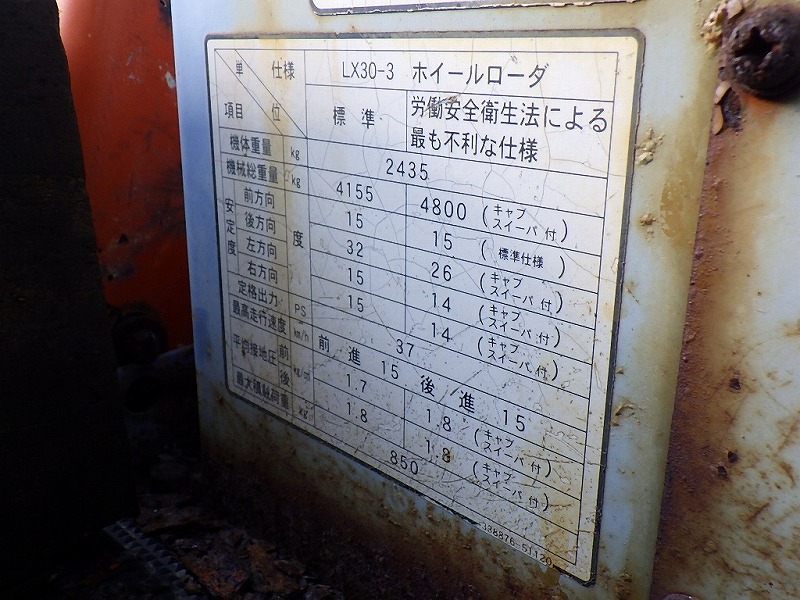 単 位 仕様 項目 LX30-3 ホイールローダ
標準 労働安全衛生法による
最も不利な仕様
機体重量 kg 2435
機械総重量 kg 4155 4800 (キャブ スイーパ 付)
安定度 前方向 度 15 15 (標準仕様)
後方向 32 26 (キャブ スイーパ 付)
左方向 15 14 (キャブ スイーパ 付)
右方向 15 14 (キャブ スイーパ 付)
定格出力 PS 37
最高走行速度 km/h 前進 15 後進 15
平均接地圧 前 kg/㎠ 1.7 1.8 (キャブ スイーパ 付)
後 1.8 1.8 (キャブ スイーパ 付)
最大積載荷重 kg 850